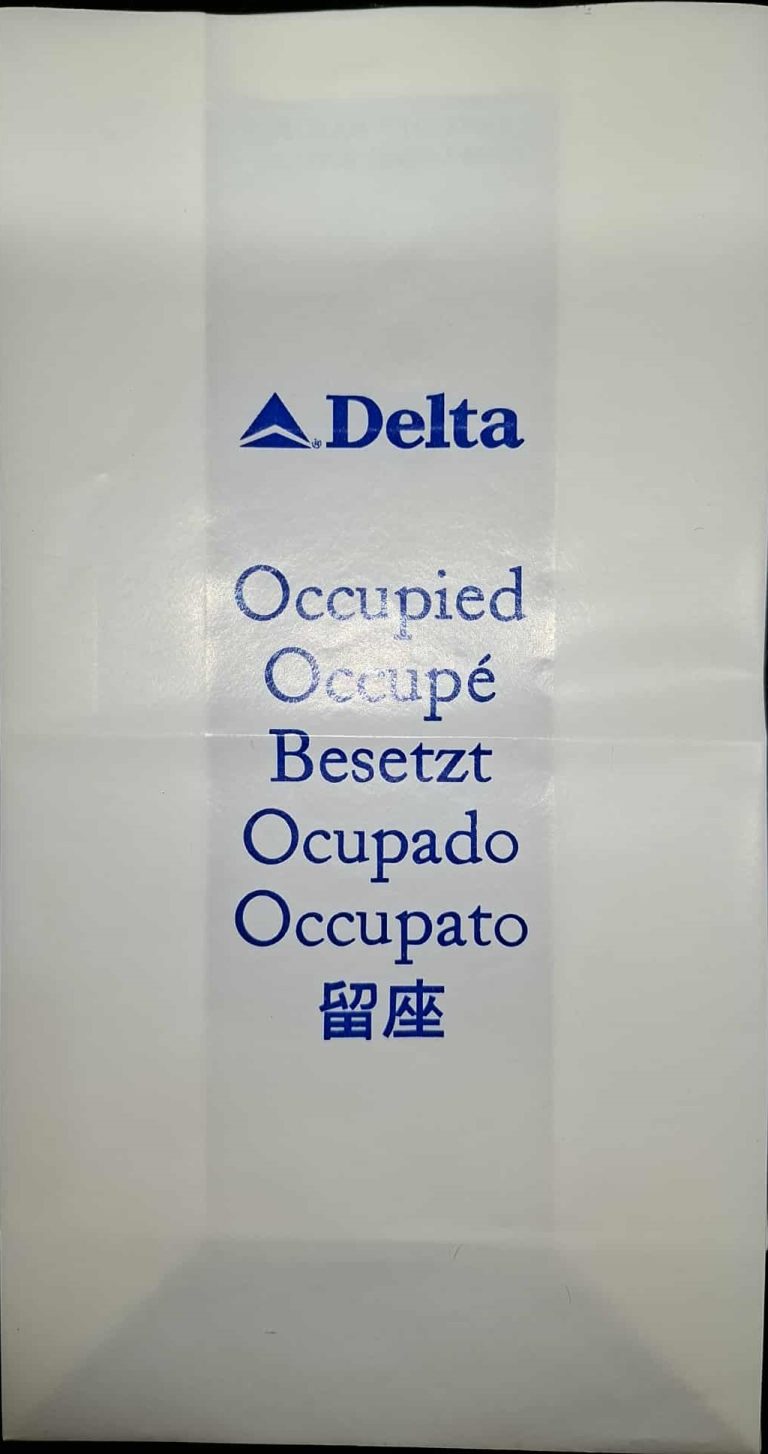 Delta
Occupied
Occupé
Besetzt
Ocupado
Occupato
留座